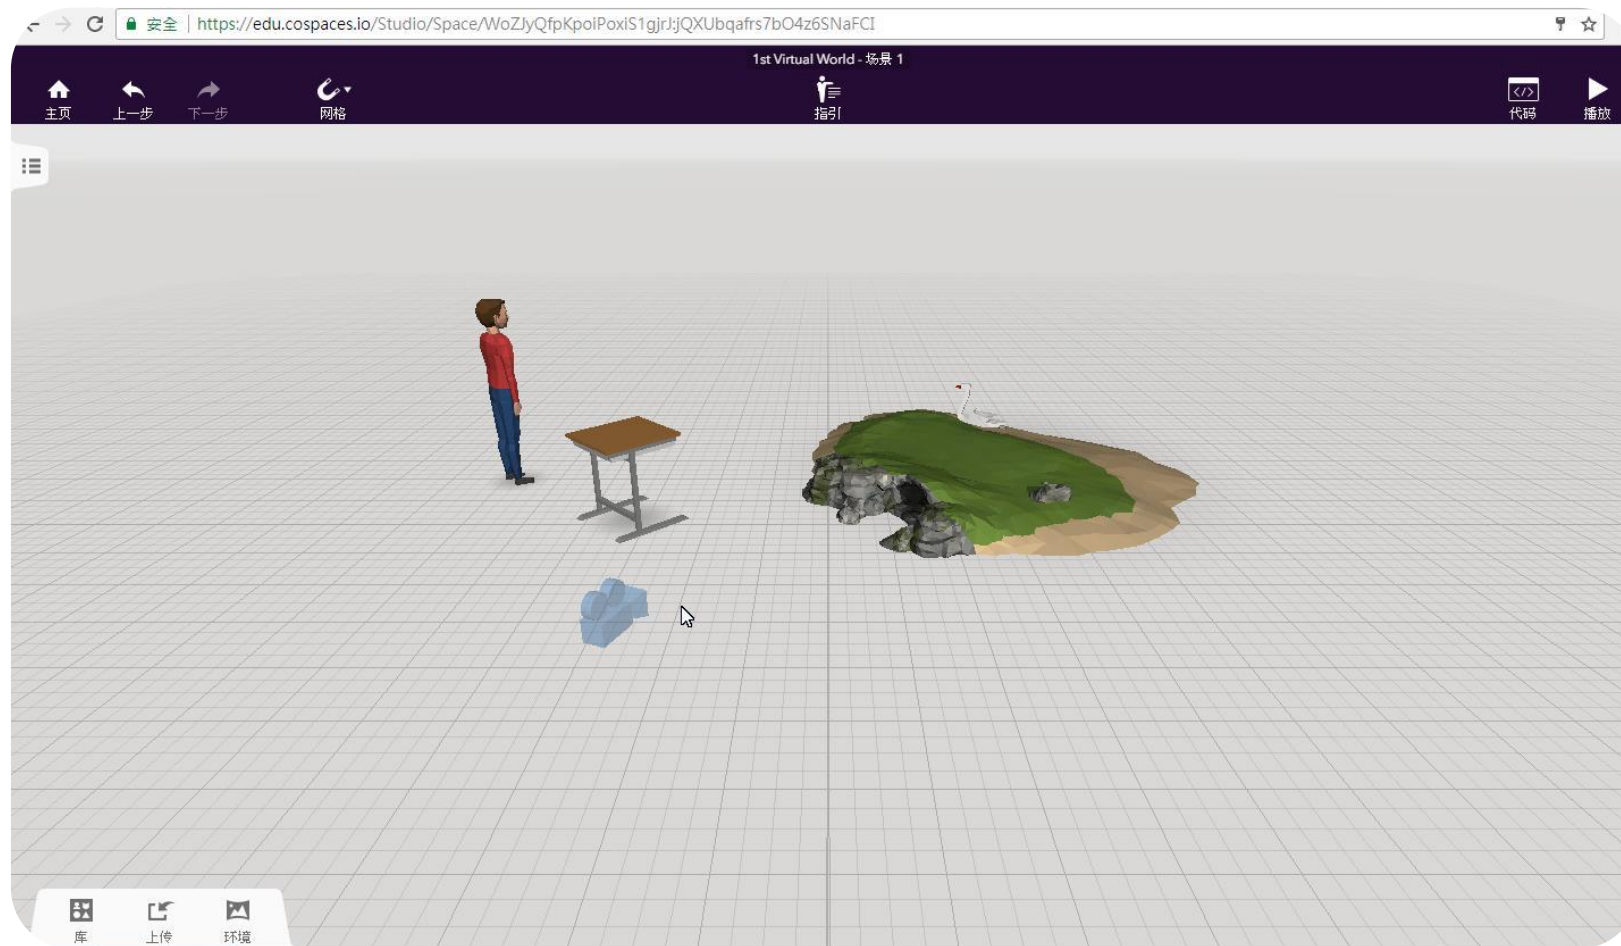 安全 | https://edu.cospaces.io/Studio/Space/WoZJyQfpKpoiPoxiS1gjrJ:jQXUbqafrs7bO4z6SNaFCI
1st Virtual World - 场景 1
主页 上一步 下一步 网格 指引 代码 播放
库 上传 环境